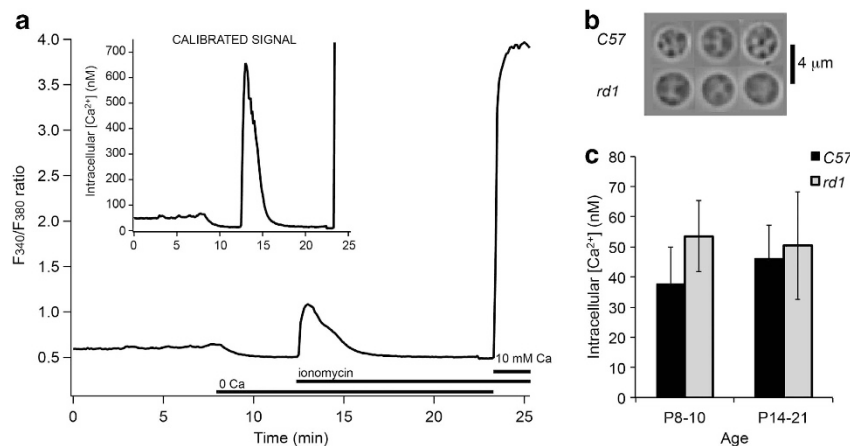 a
4.0
3.5
3.0
2.5
2.0
1.5
1.0
0.5
F340/F380 ratio
0
5
10
15
20
25
Time (min)
0 Ca
ionomycin
10 mM Ca
CALIBRATED SIGNAL
700
600
500
400
300
200
100
0
Intracellular [Ca²⁺] (nM)
0
5
10
15
20
25
b
C57
rd1
4 μm
c
C57
rd1
80
70
60
50
40
30
20
10
0
Intracellular [Ca²⁺] (nM)
P8-10
P14-21
Age